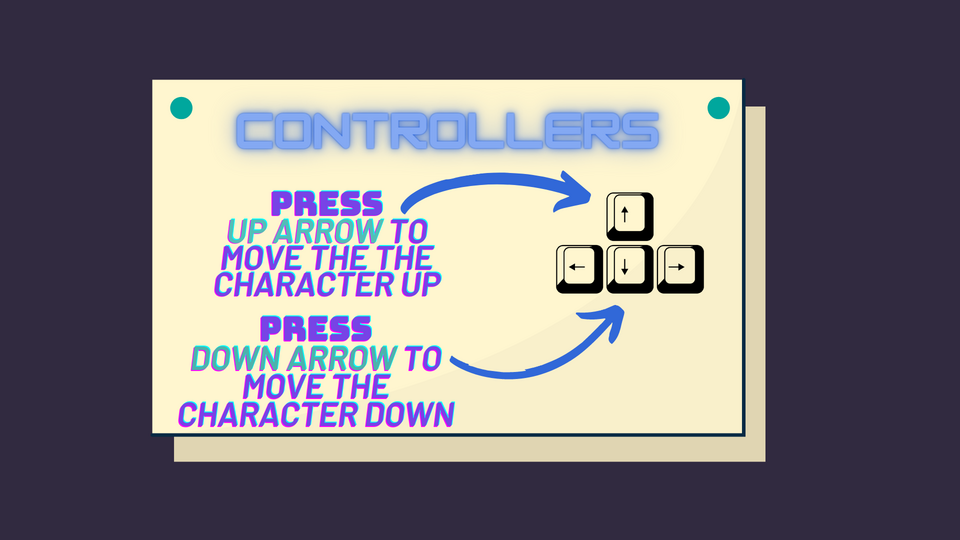 CONTROLLERS
PRESS
UP ARROW TO
MOVE THE THE
CHARACTER UP
↑
← ↓ →
PRESS
DOWN ARROW TO
MOVE THE
CHARACTER DOWN